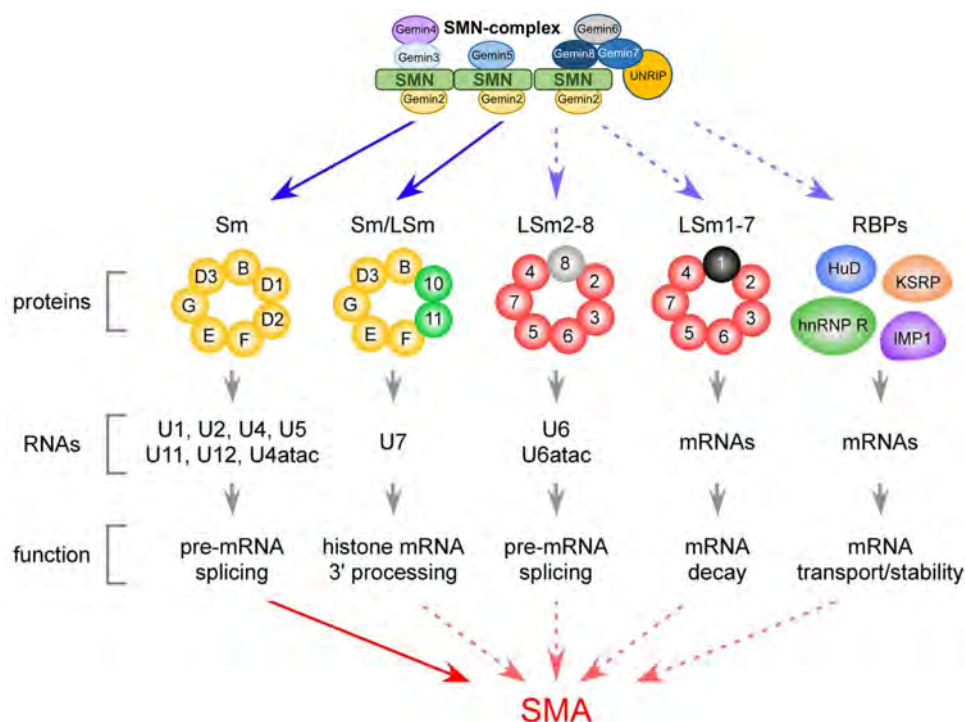 Gemin4
SMN-complex
Gemin6
Gemin3
Gemin5
Gemin8
Gemin7
SMN
SMN
SMN
UNRIP
Gemin2
Gemin2
Gemin2
Sm
Sm/LSm
LSm2-8
LSm1-7
RBPs
proteins
D3
B
D1
D2
F
E
G
D3
B
10
11
F
E
G
4
8
2
3
6
5
7
4
1
2
3
6
5
7
HuD
KSRP
hnRNP R
IMP1
RNAs
U1, U2, U4, U5
U11, U12, U4atac
U7
U6
U6atac
mRNAs
mRNAs
function
pre-mRNA
splicing
histone mRNA
3' processing
pre-mRNA
splicing
mRNA
decay
mRNA
transport/stability
SMA